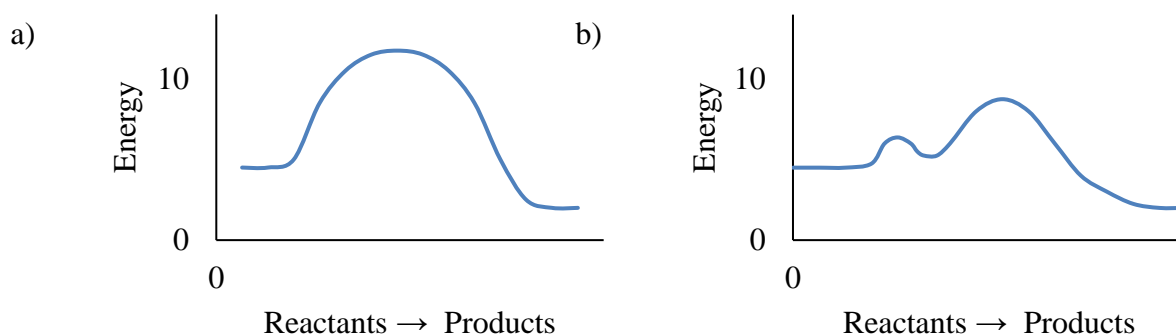 a)
Energy
10
0
0
Reactants → Products
b)
Energy
10
0
0
Reactants → Products